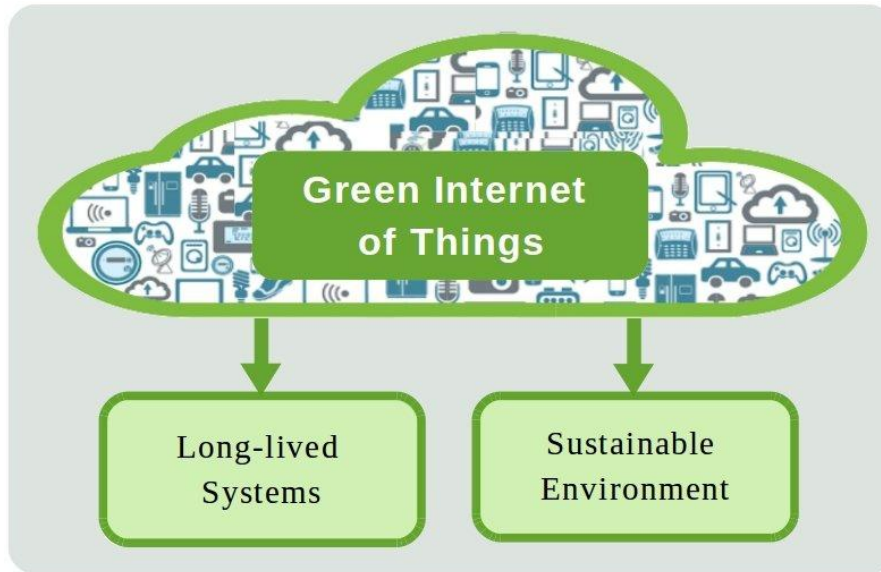 Green Internet
of Things
Long-lived
Systems
Sustainable
Environment